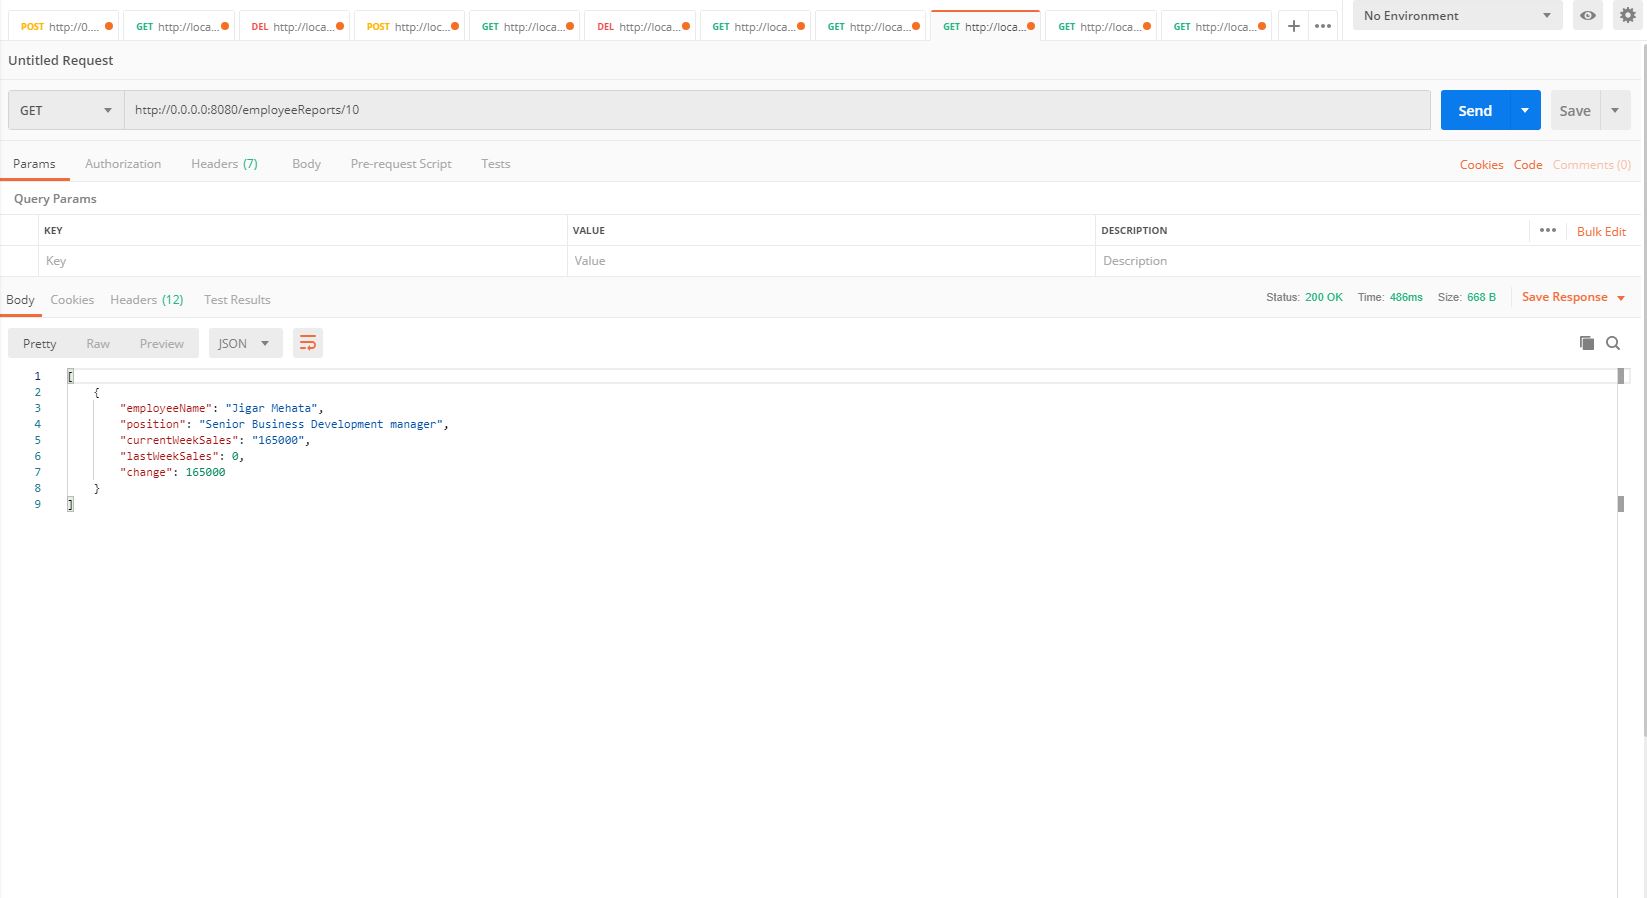 POST http://0.... GET http://loca... DEL http://loca... POST http://loc... GET http://loca... DEL http://loca... GET http://loca... GET http://loca... GET http://loca... GET http://loca... GET http://loca... + ••• No Environment
Untitled Request
GET http://0.0.0.0:8080/employeeReports/10 Send Save
Params Authorization Headers (7) Body Pre-request Script Tests Cookies Code Comments (0)
Query Params
KEY VALUE DESCRIPTION ••• Bulk Edit
Key Value Description
Body Cookies Headers (12) Test Results Status: 200 OK Time: 486ms Size: 668 B Save Response
Pretty Raw Preview JSON
1 [
2 {
3 "employeeName": "Jigar Mehata",
4 "position": "Senior Business Development manager",
5 "currentWeekSales": "165000",
6 "lastWeekSales": 0,
7 "change": 165000
8 }
9 ]